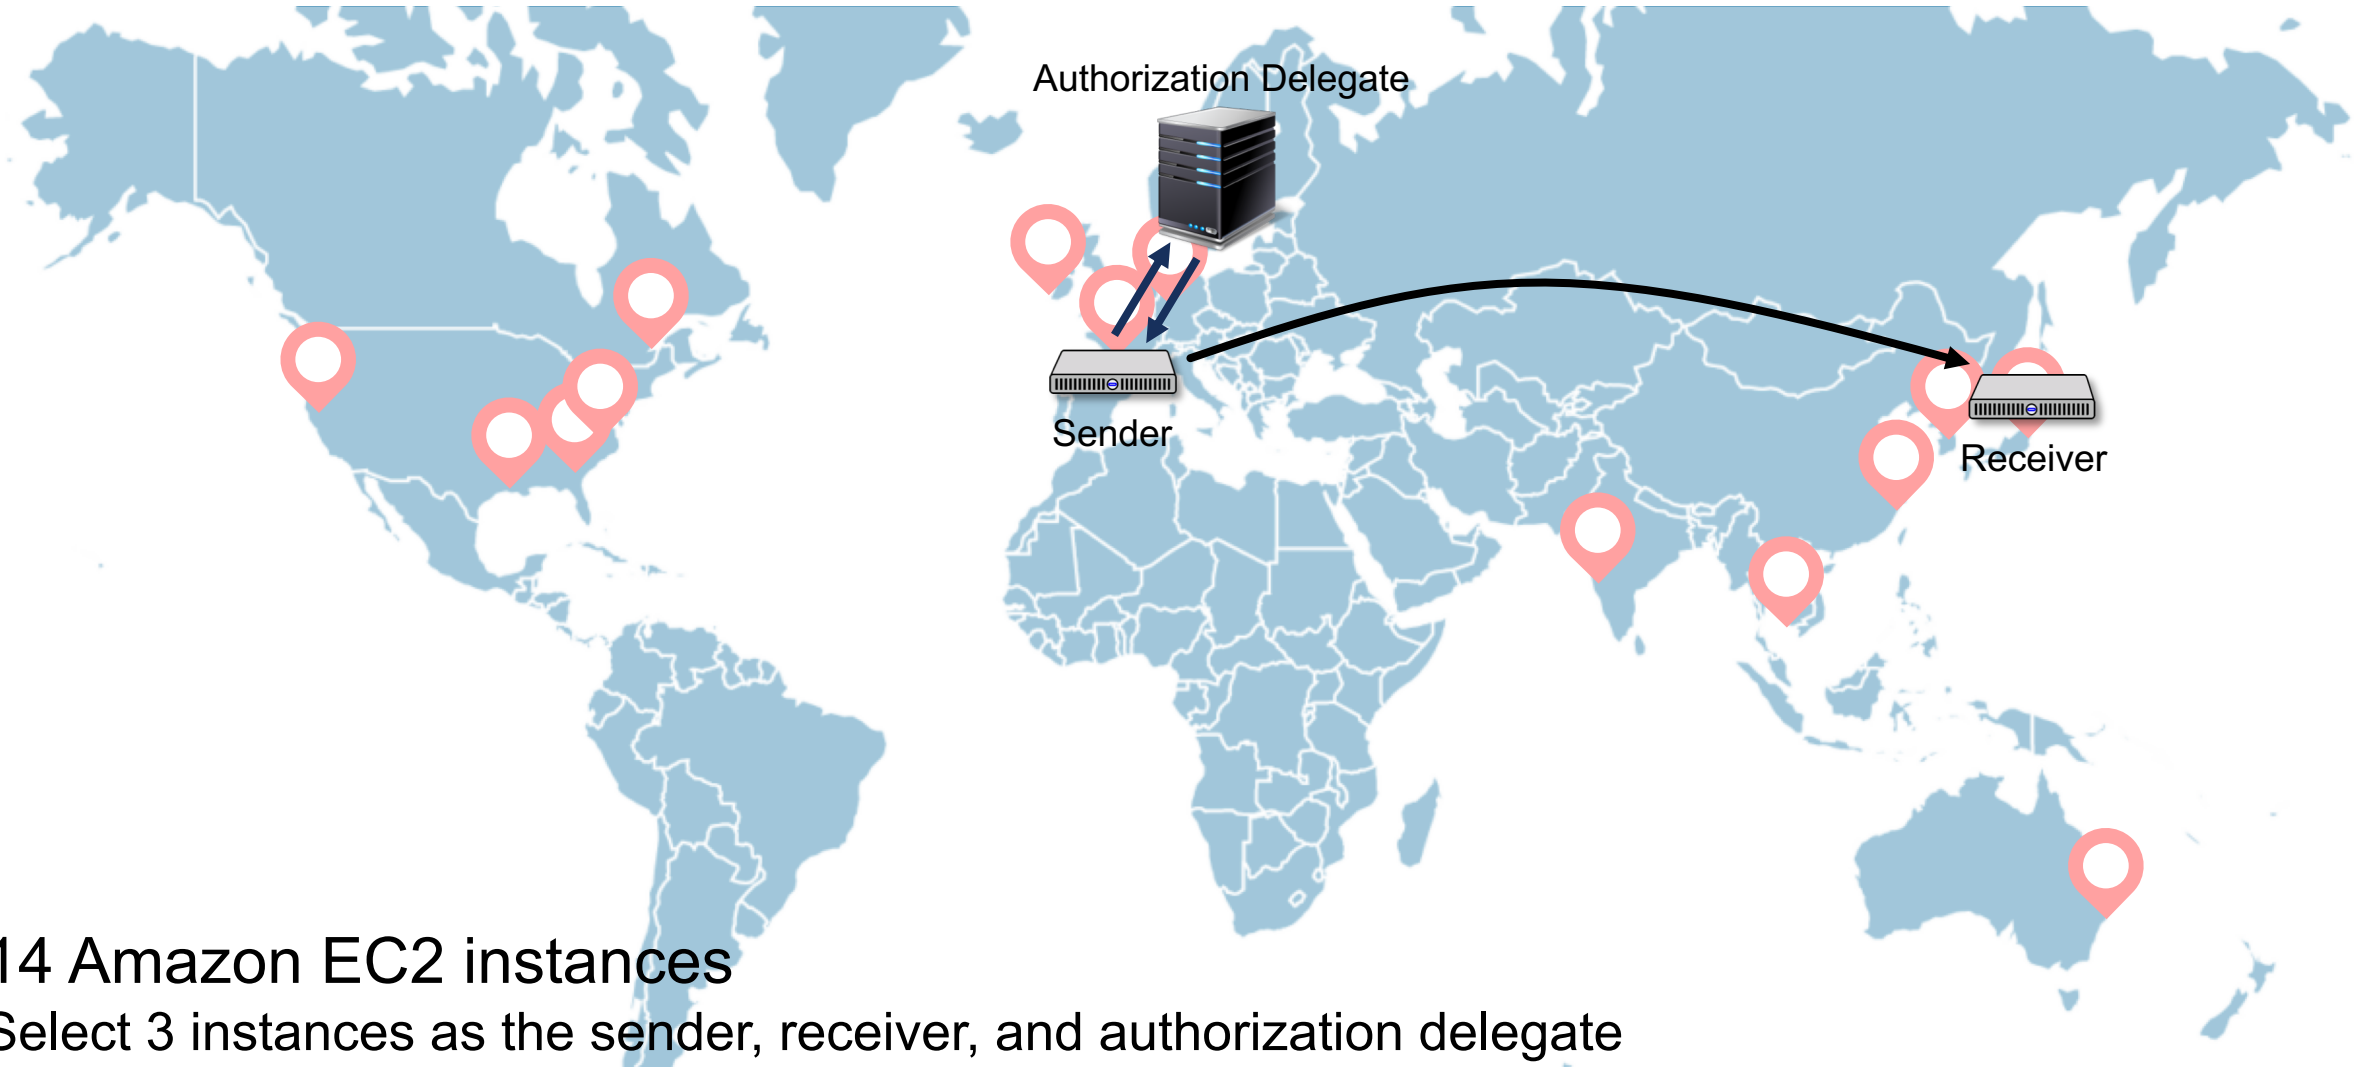 Authorization Delegate
Sender
Receiver
14 Amazon EC2 instances
Select 3 instances as the sender, receiver, and authorization delegate